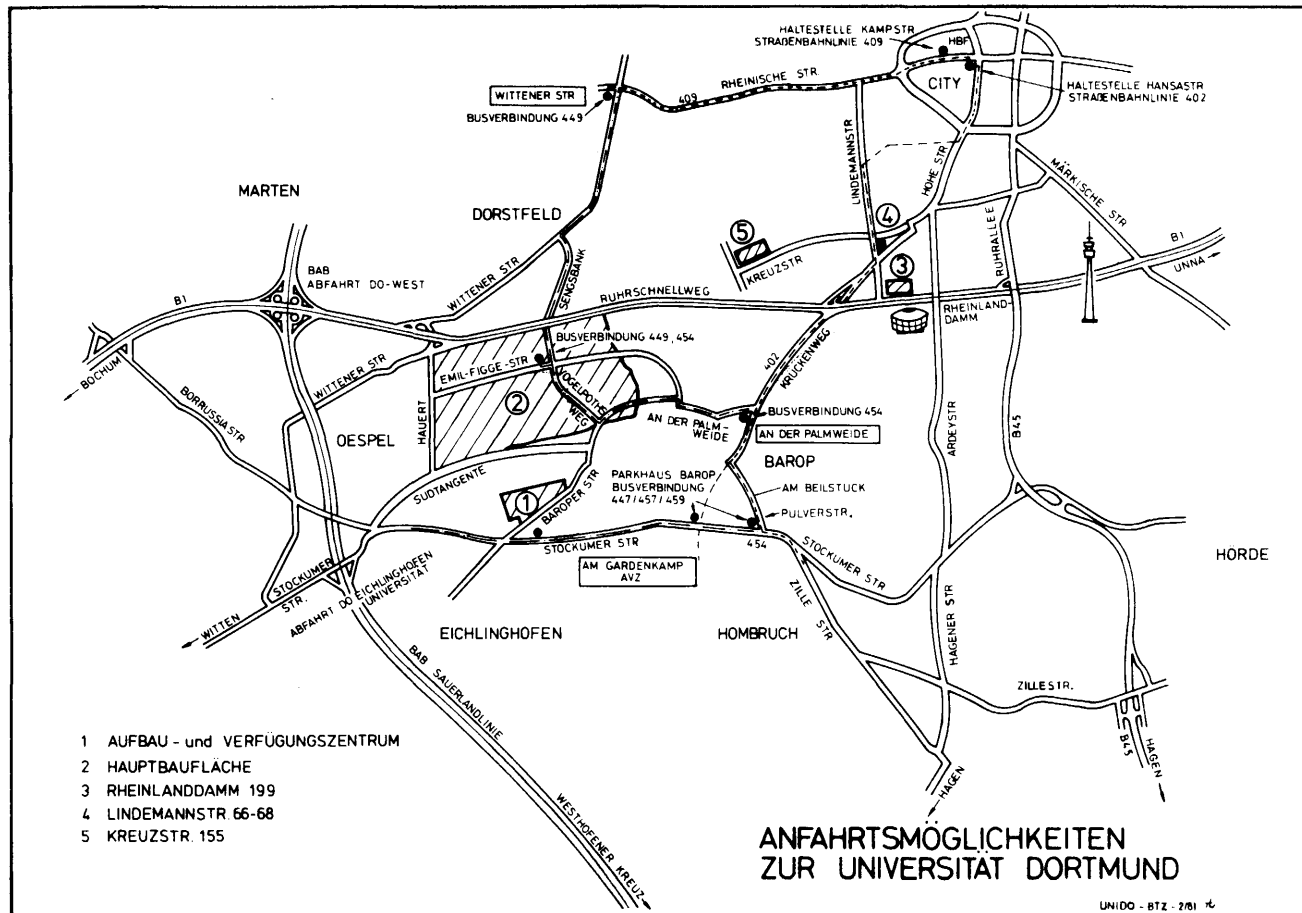 HALTESTELLE KAMPSTR
STRAßENBAHNLINIE 409
HBF
CITY
HALTESTELLE HANSASTR
STRAßENBAHNLINIE 402
RHEINISCHE STR.
409
WITTENER STR
BUSVERBINDUNG 449
LINDEMANNSTR
HOHE STR
MÄRKISCHE STR
MARTEN
DORSTFELD
4
5
KREUZSTR
3
RUHRALLEE
B1
UNNA
BAB
ABFAHRT DO-WEST
WITTENER STR
SENGSBANK
RUHRSCHNELLWEG
RHEINLAND-
DAMM
B1
BOCHUM
BUSVERBINDUNG 449, 454
WITTENER STR
EMIL-FIGGE-STR
VOGELPOTHS
WEG
402
KRÜCKENWEG
BORRUSSIASTR
OESPEL
HAUERT
2
AN DER PALM-
WEIDE
BUSVERBINDUNG 454
AN DER PALMWEIDE
BAROP
ARDEYSTR
B45
SÜDTANGENTE
1
BAROPER STR
PARKHAUS BAROP
BUSVERBINDUNG
447/457/459
AM BEILSTÜCK
PULVERSTR.
454
STOCKUMER STR
STOCKUMER STR
HÖRDE
AM GARDENKAMP
AVZ
STOCKUMER
STR.
WITTEN
ABFAHRT DO EICHLINGHOFEN
UNIVERSITÄT
EICHLINGHOFEN
HOMBRUCH
ZILLE STR
HAGENER STR
ZILLESTR.
BAB SAUERLANDLINIE
WESTHOFENER KREUZ
HAGEN
B45
HAGEN
1 AUFBAU - und VERFÜGUNGSZENTRUM
2 HAUPTBAUFLÄCHE
3 RHEINLANDDAMM 199
4 LINDEMANNSTR. 66-68
5 KREUZSTR. 155
ANFAHRTSMÖGLICHKEITEN
ZUR UNIVERSITÄT DORTMUND
UNIDO - BTZ - 2/81